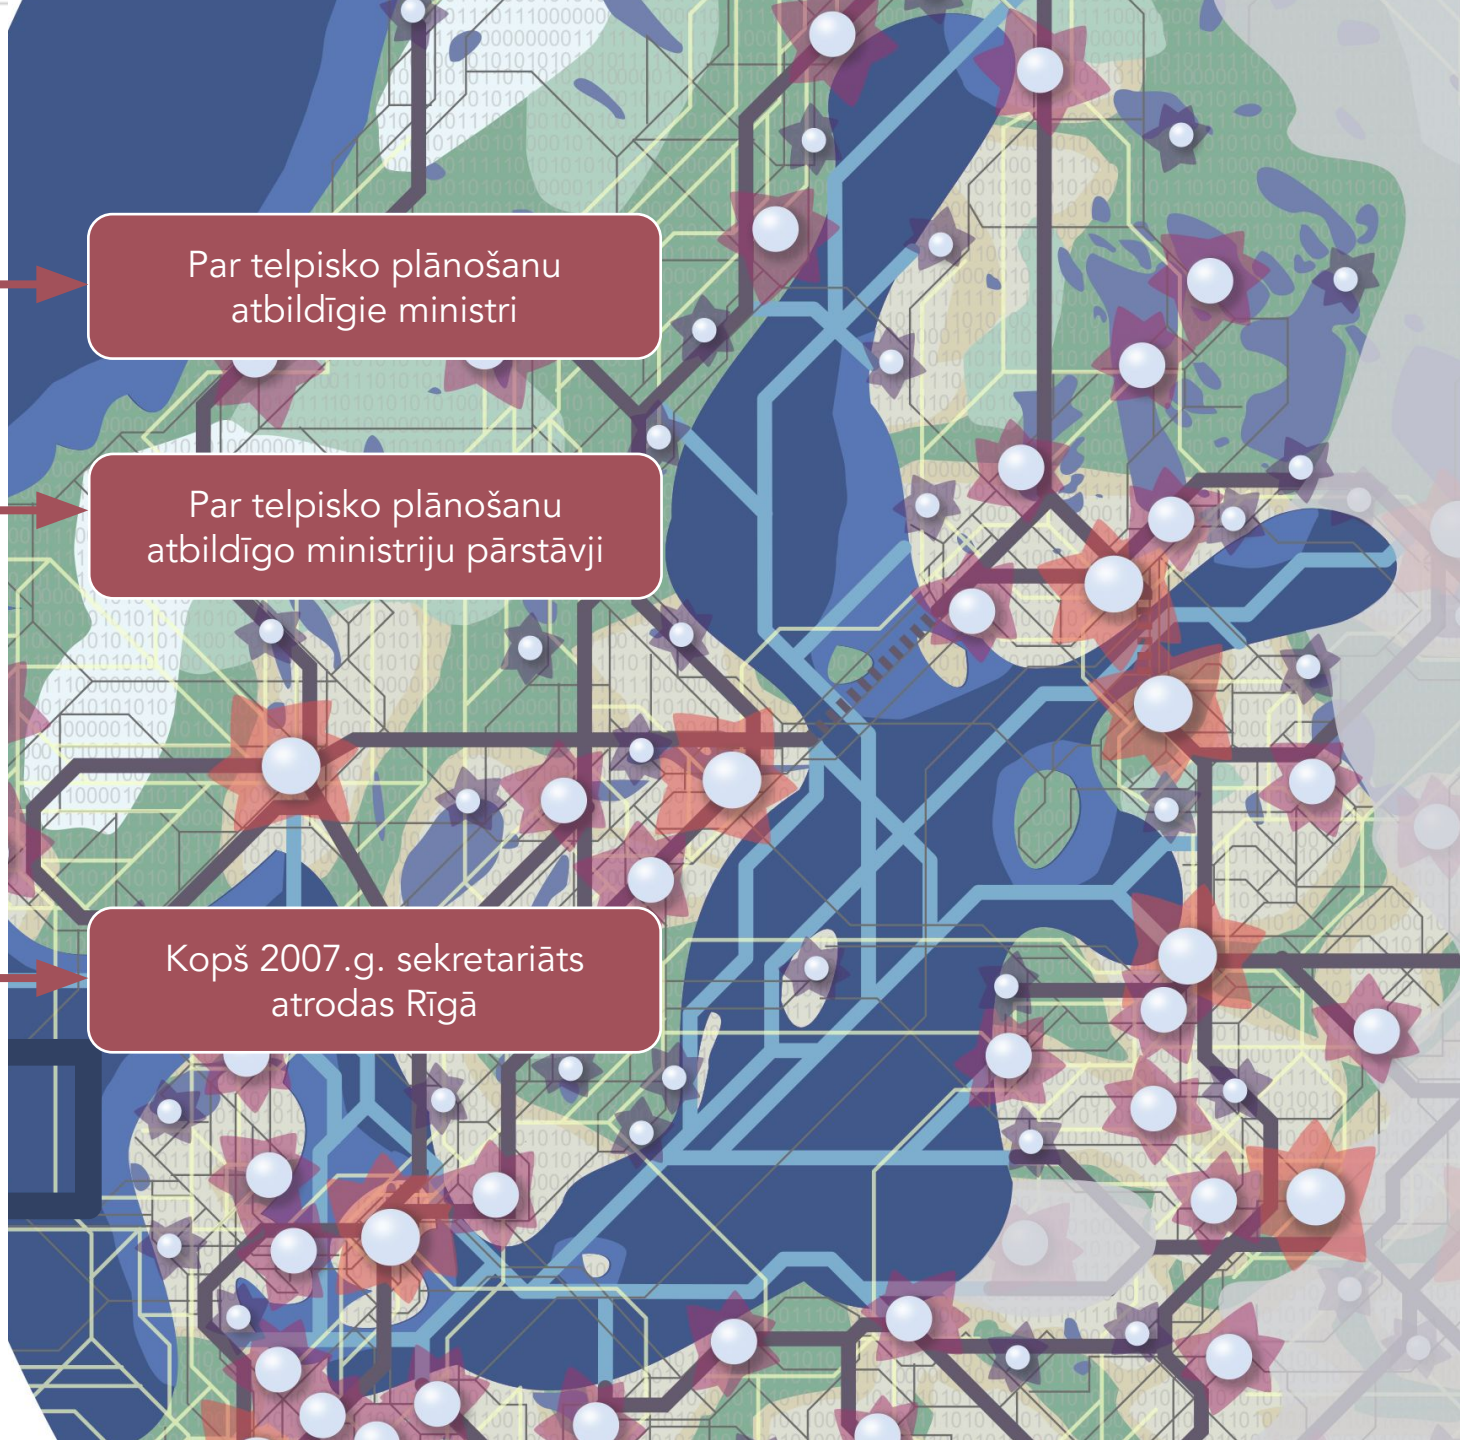 Par telpisko plānošanu
atbildīgie ministri
Par telpisko plānošanu
atbildīgo ministriju pārstāvji
Kopš 2007.g. sekretariāts
atrodas Rīgā